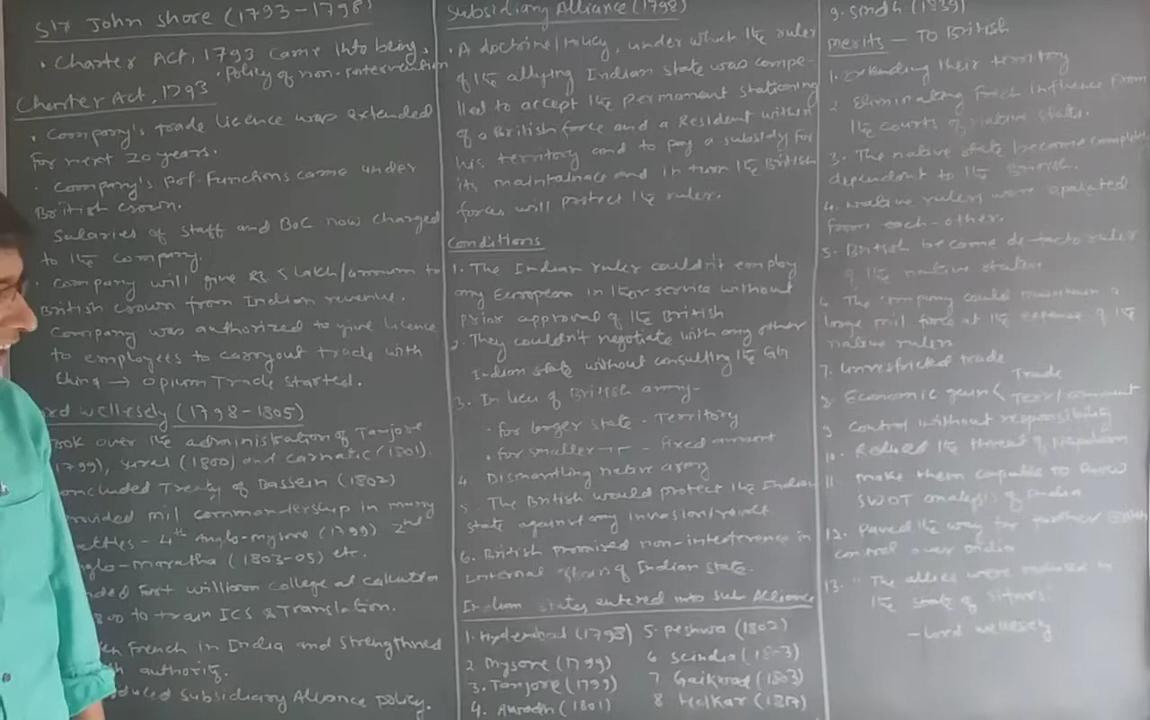 Sir John Shore (1793-1798)
• Charter Act, 1793 came into being.
• Policy of non-intervention
Charter Act, 1793
• Company's trade licence was extended
for next 20 years.
• Company's Pol. Functions came under
British crown.
Salaries of staff and BoC now charged
to the company.
company will give Rs 5 lakh/annum to
British crown from Indian revenue.
Company was authorized to give licence
to employees to carryout trade with
China → opium Trade started.
wellesely (1798-1805)
over the administration of Tanjore
1799), Surat (1800) and Carnatic (1801)
Treaty of Bassein (1802)
mil commandership in many
- 4th Anglo-Mysore (1799) 2nd
-maratha (1803-05) etc.
Fort william college at calcutta
to train ICS & Translation.
French in India and strengthned
authority.
subsidiary Alliance policy.
Subsidiary Alliance (1798)
• A doctrine/Policy, under which the ruler
of the allying Indian state was compe-
lled to accept the permanent stationing
of a British force and a Resident within
his territory and to pay a subsidy for
its maintainace and in turn the British
forces will protect the ruler.
Conditions
1. The Indian ruler couldn't employ
any European in their service without
prior approval of the British
2. They couldn't negotiate with any other
Indian state without consulting the GG
3. In lieu of British army-
• for larger state - Territory
• for smaller - fixed amount
4. Dismantling native army
5. The British would protect the Indian
state against any invasion/revolt.
6. British promised non-interference in
internal affairs of Indian state.
Indian states entered into Sub Alliance
1. Hyderabad (1798) 5. Peshwa (1802)
2 Mysore (1799) 6 Scindia (1803)
3. Tanjore (1799) 7 Gaikwad (1803)
4. Awadh (1801) 8 Holkar (1817)
9. Sindh (1839)
merits - To British
1. Extending their territory
2 Eliminating French influence from
the courts of native states.
3. The native state became completely
dependent to the British.
4. Native rulers were separated
from each-other.
5. British became de-facto ruler
of the native states
6 The company could maintain a
large mil force at the expense of the
native rulers
7. Unrestricted trade
8 Economic gain < Trade
Terr/amount
9 Control without responsibility
10. Reduced the threat of Napoleon
11 make them capable to
SWOT analysis of India
12. Paved the way for further British
control over India
13. "The allies were reduced to
the state of
- Lord wellesely